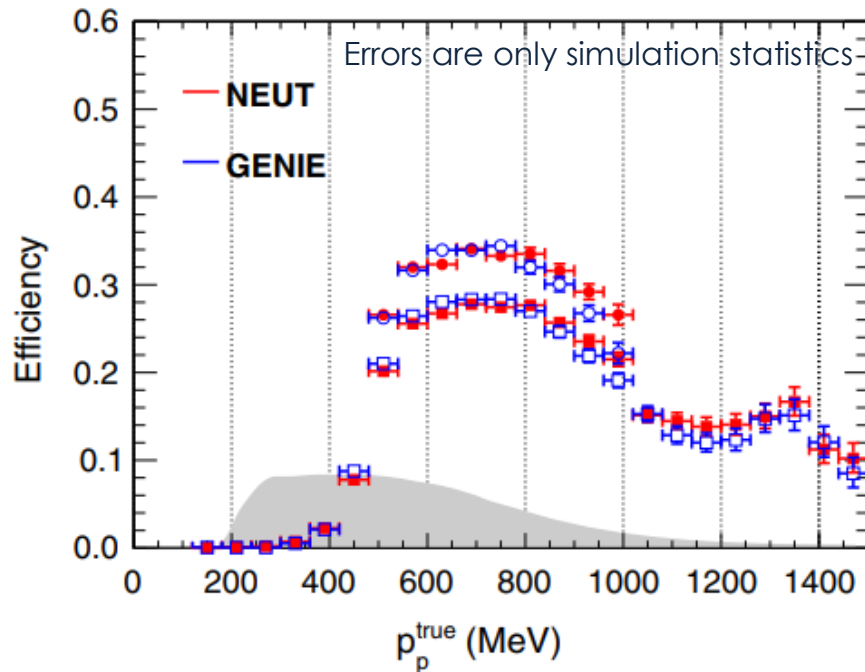 Errors are only simulation statistics
NEUT
GENIE
Efficiency
0.6
0.5
0.4
0.3
0.2
0.1
0.0
0 200 400 600 800 1000 1200 1400
p_p^true (MeV)